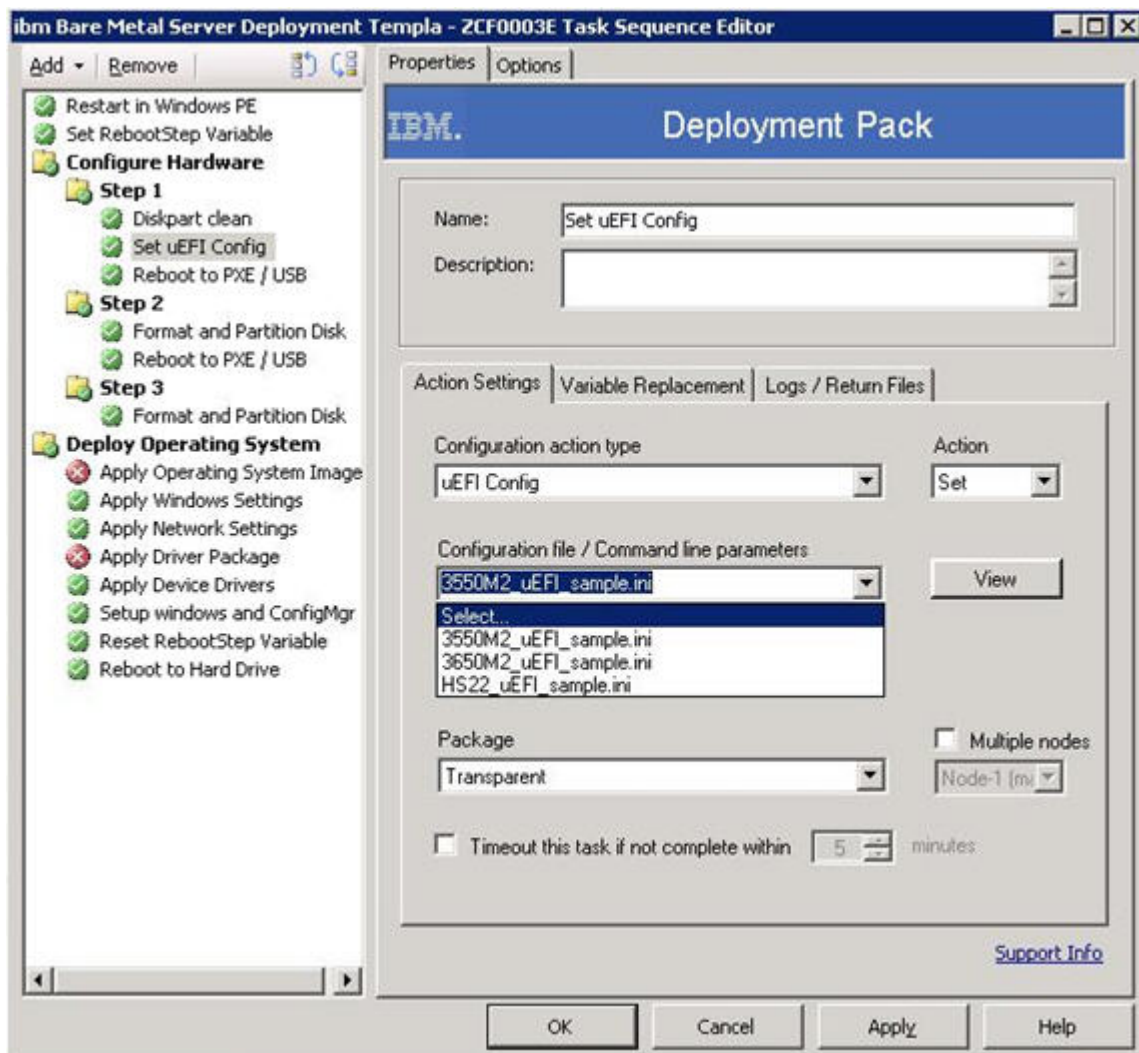 ibm Bare Metal Server Deployment Templa - ZCF0003E Task Sequence Editor
Add
Remove
Restart in Windows PE
Set RebootStep Variable
Configure Hardware
Step 1
Diskpart clean
Set uEFI Config
Reboot to PXE / USB
Step 2
Format and Partition Disk
Reboot to PXE / USB
Step 3
Format and Partition Disk
Deploy Operating System
Apply Operating System Image
Apply Windows Settings
Apply Network Settings
Apply Driver Package
Apply Device Drivers
Setup windows and ConfigMgr
Reset RebootStep Variable
Reboot to Hard Drive
Properties
Options
IBM.
Deployment Pack
Name:
Set uEFI Config
Description:
Action Settings
Variable Replacement
Logs / Return Files
Configuration action type
Action
uEFI Config
Set
Configuration file / Command line parameters
3550M2_uEFI_sample.ini
View
Select...
3550M2_uEFI_sample.ini
3650M2_uEFI_sample.ini
HS22_uEFI_sample.ini
Package
Multiple nodes
Transparent
Node-1 (ma
Timeout this task if not complete within 5 minutes
Support Info
OK
Cancel
Apply
Help